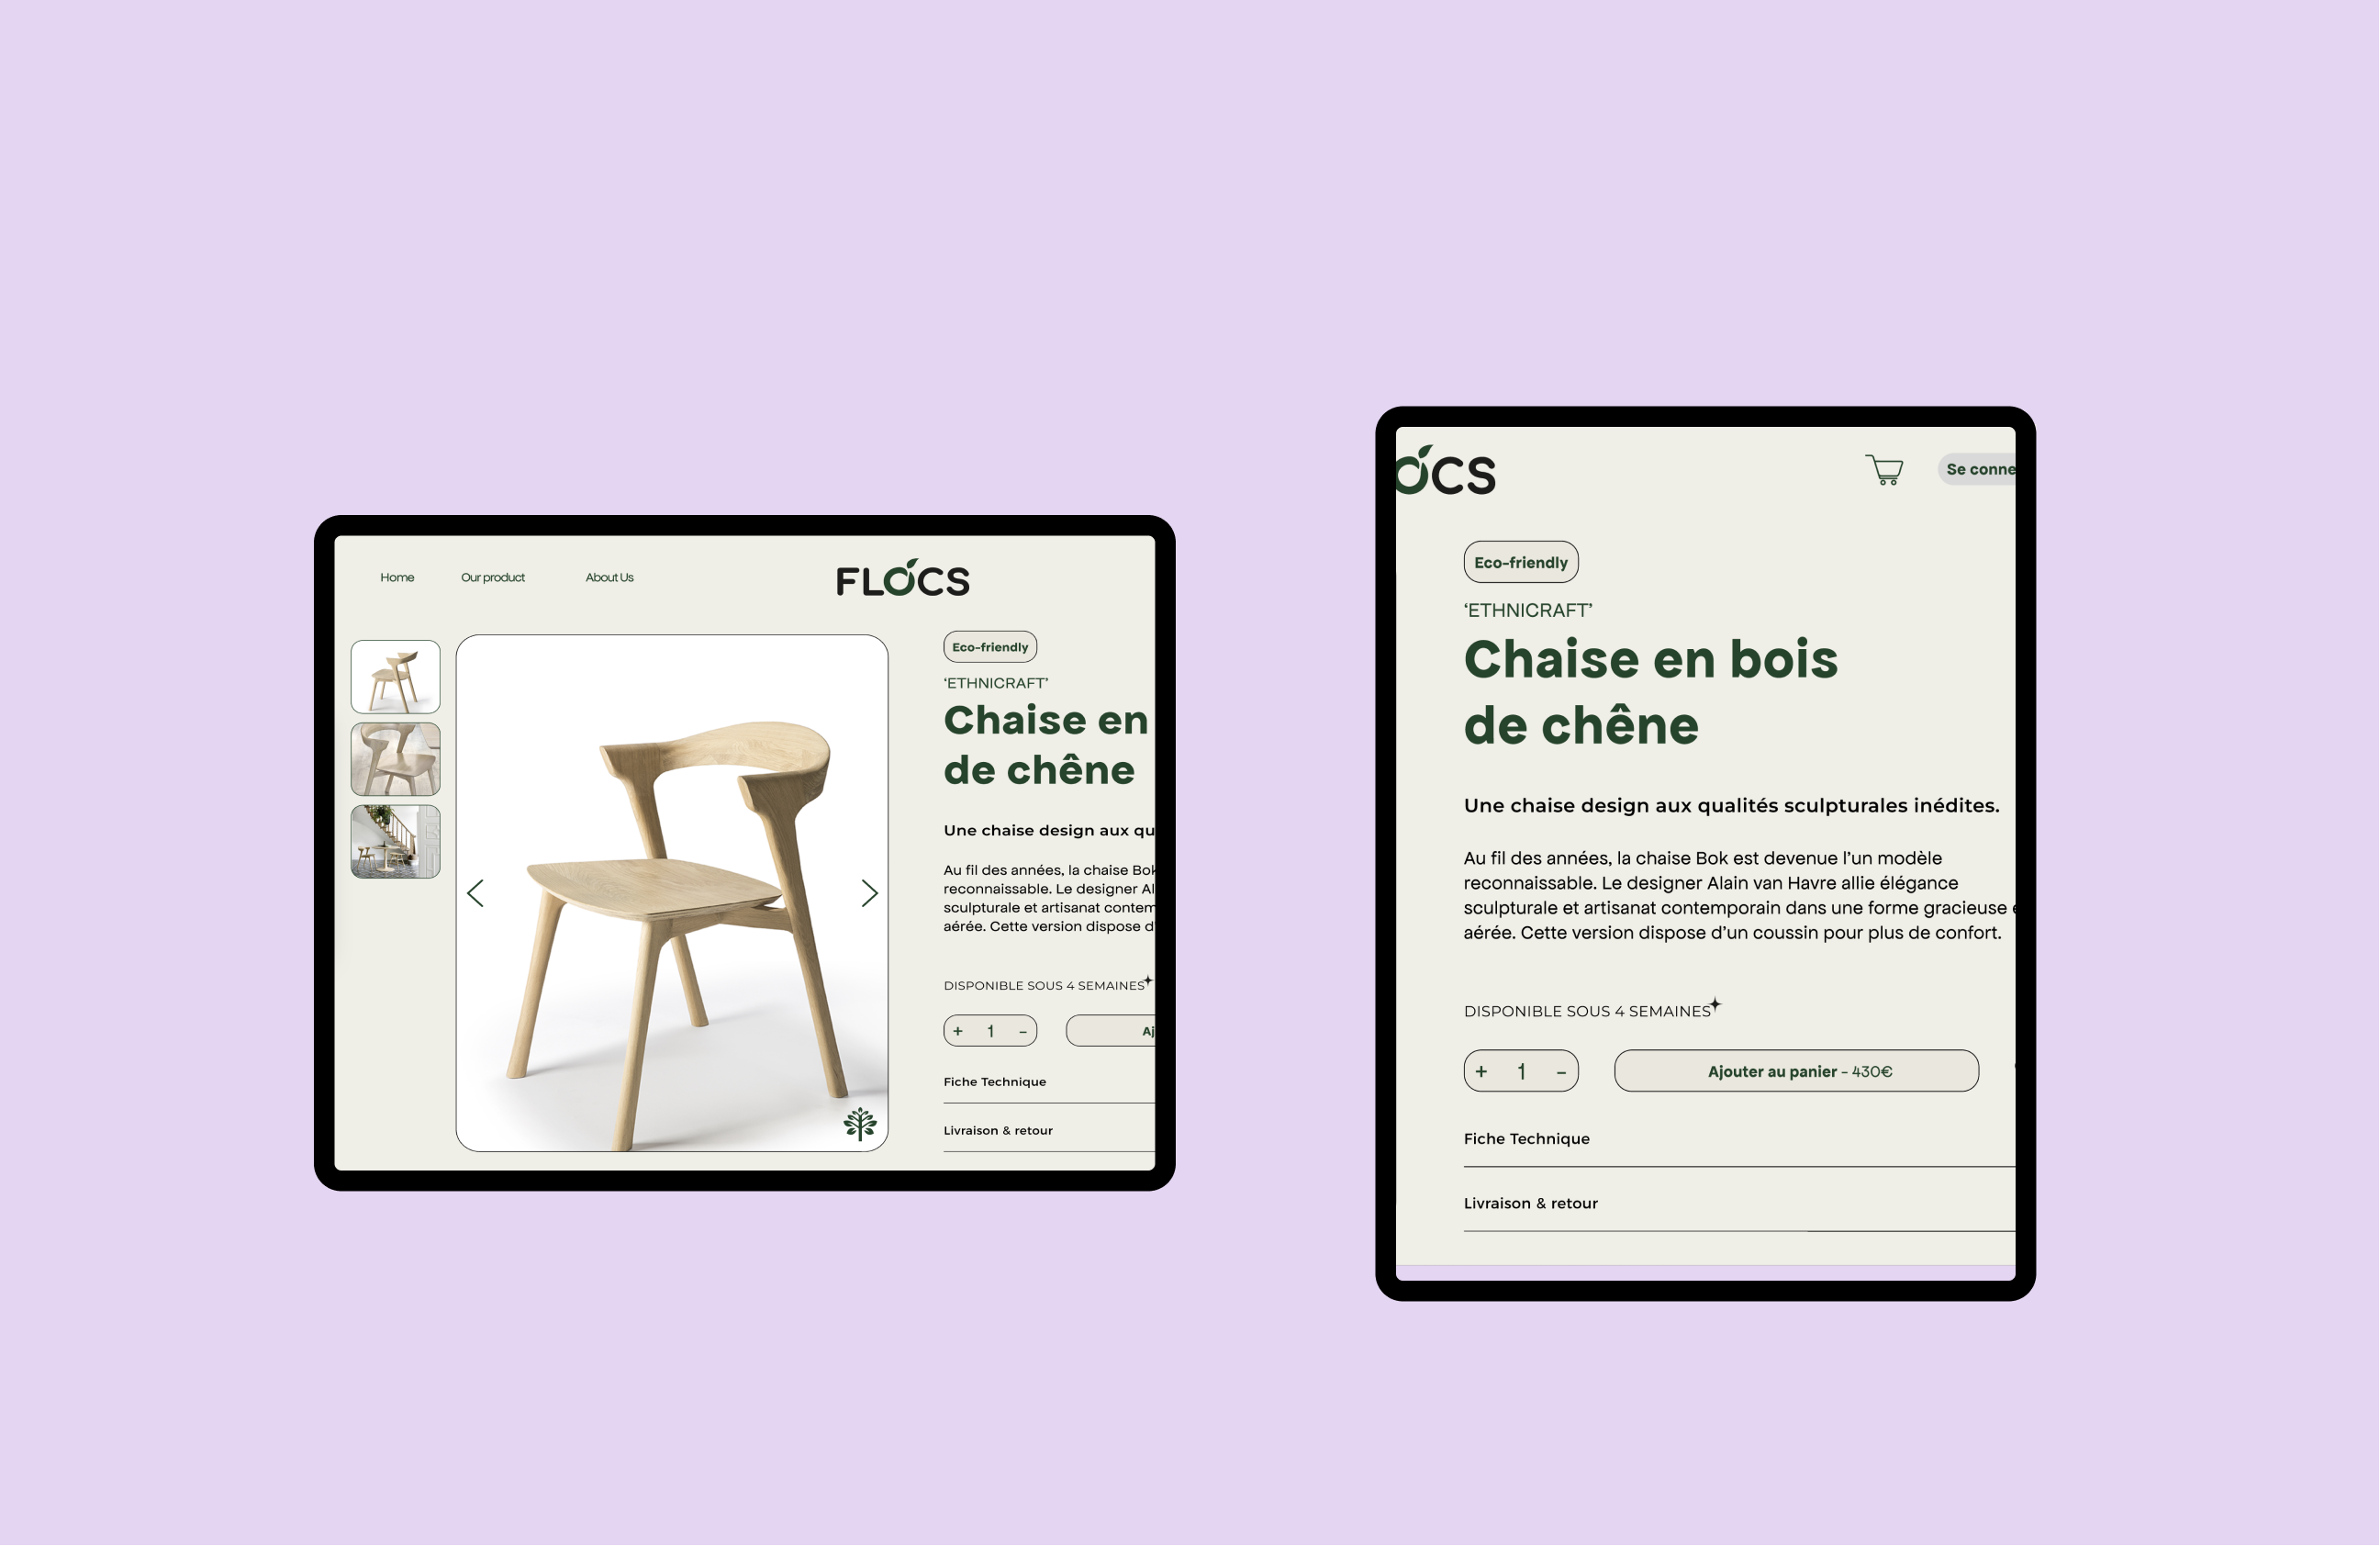 Home Our product About Us FLOCS
Eco-friendly
‘ETHNICRAFT’
Chaise en
de chêne
Une chaise design aux qu
Au fil des années, la chaise Bok
reconnaissable. Le designer Al
sculpturale et artisanat contem
aérée. Cette version dispose d’
DISPONIBLE SOUS 4 SEMAINES
+ 1 - Aj
Fiche Technique
Livraison & retour
OCS Se conne
Eco-friendly
‘ETHNICRAFT’
Chaise en bois
de chêne
Une chaise design aux qualités sculpturales inédites.
Au fil des années, la chaise Bok est devenue l’un modèle
reconnaissable. Le designer Alain van Havre allie élégance
sculpturale et artisanat contemporain dans une forme gracieuse e
aérée. Cette version dispose d’un coussin pour plus de confort.
DISPONIBLE SOUS 4 SEMAINES
+ 1 - Ajouter au panier - 430€
Fiche Technique
Livraison & retour